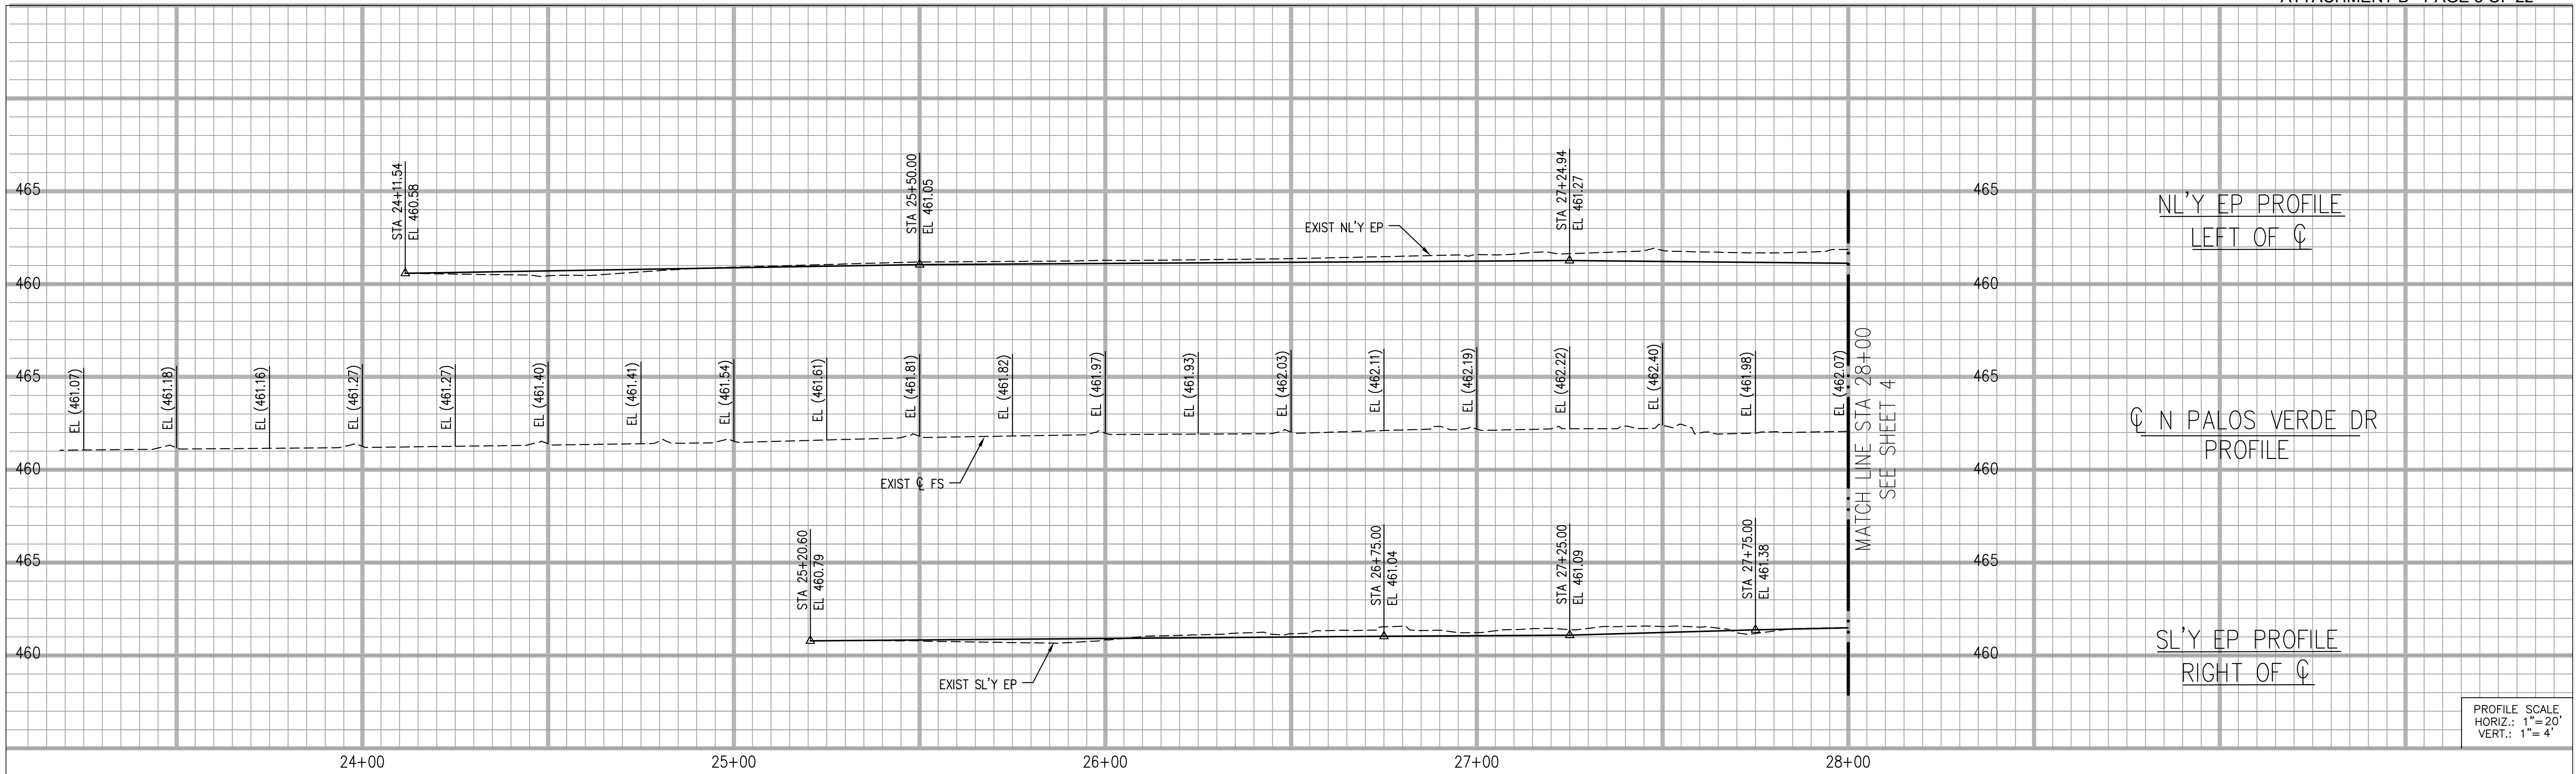 STA 24+11.54
EL 460.58
STA 25+50.00
EL 461.05
EXIST NL'Y EP
STA 27+24.94
EL 461.27
465
465
NL'Y EP PROFILE
LEFT OF ℄
460
460
EL (461.07)
EL (461.18)
EL (461.16)
EL (461.27)
EL (461.27)
EL (461.40)
EL (461.41)
EL (461.54)
EL (461.61)
EL (461.81)
EL (461.82)
EL (461.97)
EL (461.93)
EL (462.03)
EL (462.11)
EL (462.19)
EL (462.22)
EL (462.40)
EL (461.98)
EL (462.07)
465
465
MATCH LINE STA 28+00
SEE SHEET 4
℄ N PALOS VERDE DR
PROFILE
460
460
EXIST ℄ FS
STA 25+20.60
EL 460.79
STA 26+75.00
EL 461.04
STA 27+25.00
EL 461.09
STA 27+75.00
EL 461.38
465
465
460
460
EXIST SL'Y EP
SL'Y EP PROFILE
RIGHT OF ℄
PROFILE SCALE
HORIZ.: 1"=20'
VERT.: 1"= 4'
24+00
25+00
26+00
27+00
28+00